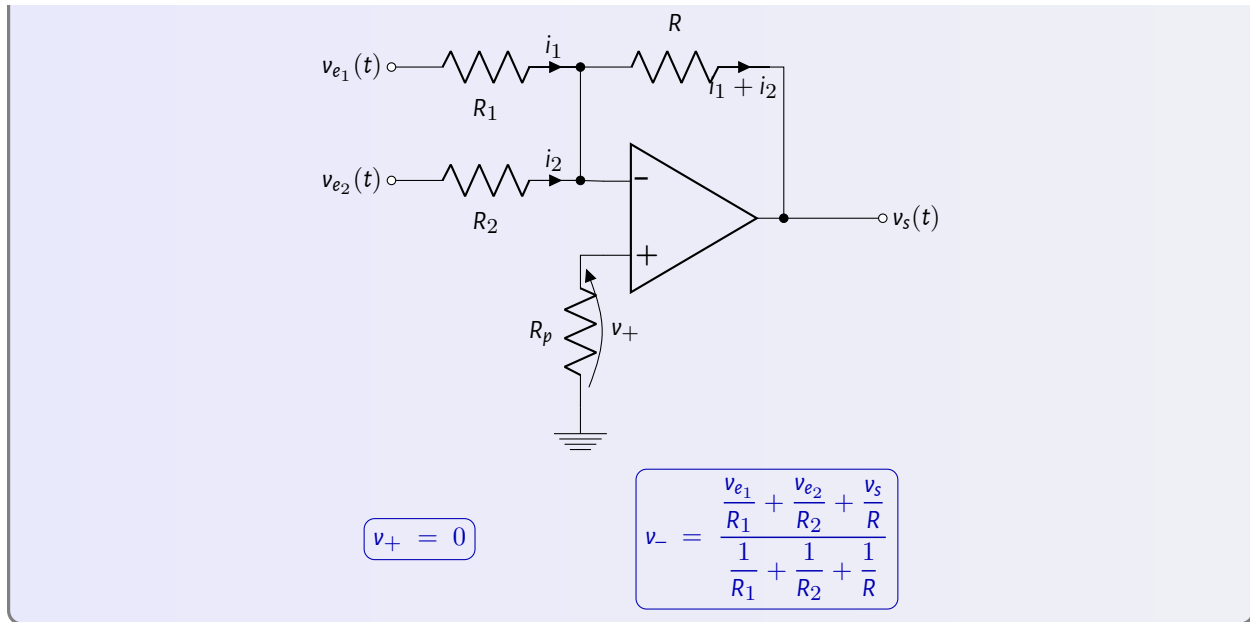 R
i₁
vₑ₁(t)
i₁ + i₂
R₁
i₂
vₑ₂(t)
−
R₂
vₛ(t)
+
Rₚ
v₊
v₊ = 0
v₋ = (vₑ₁/R₁ + vₑ₂/R₂ + vₛ/R) / (1/R₁ + 1/R₂ + 1/R)